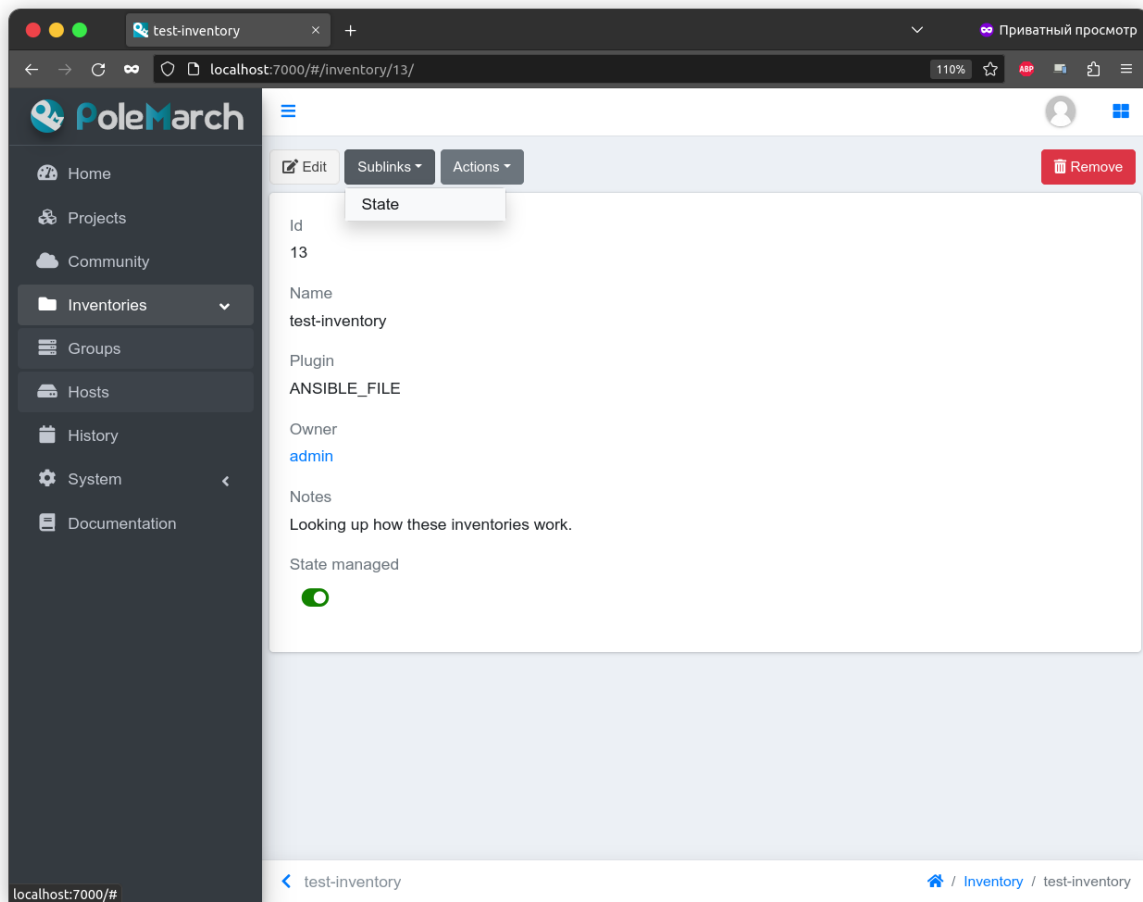 test-inventory
Приватный просмотр
localhost:7000/#/inventory/13/
110%
ABP
PoleMarch
Home
Projects
Community
Inventories
Groups
Hosts
History
System
Documentation
Edit
Sublinks
Actions
Remove
State
Id
13
Name
test-inventory
Plugin
ANSIBLE_FILE
Owner
admin
Notes
Looking up how these inventories work.
State managed
test-inventory
/ Inventory / test-inventory
localhost:7000/#